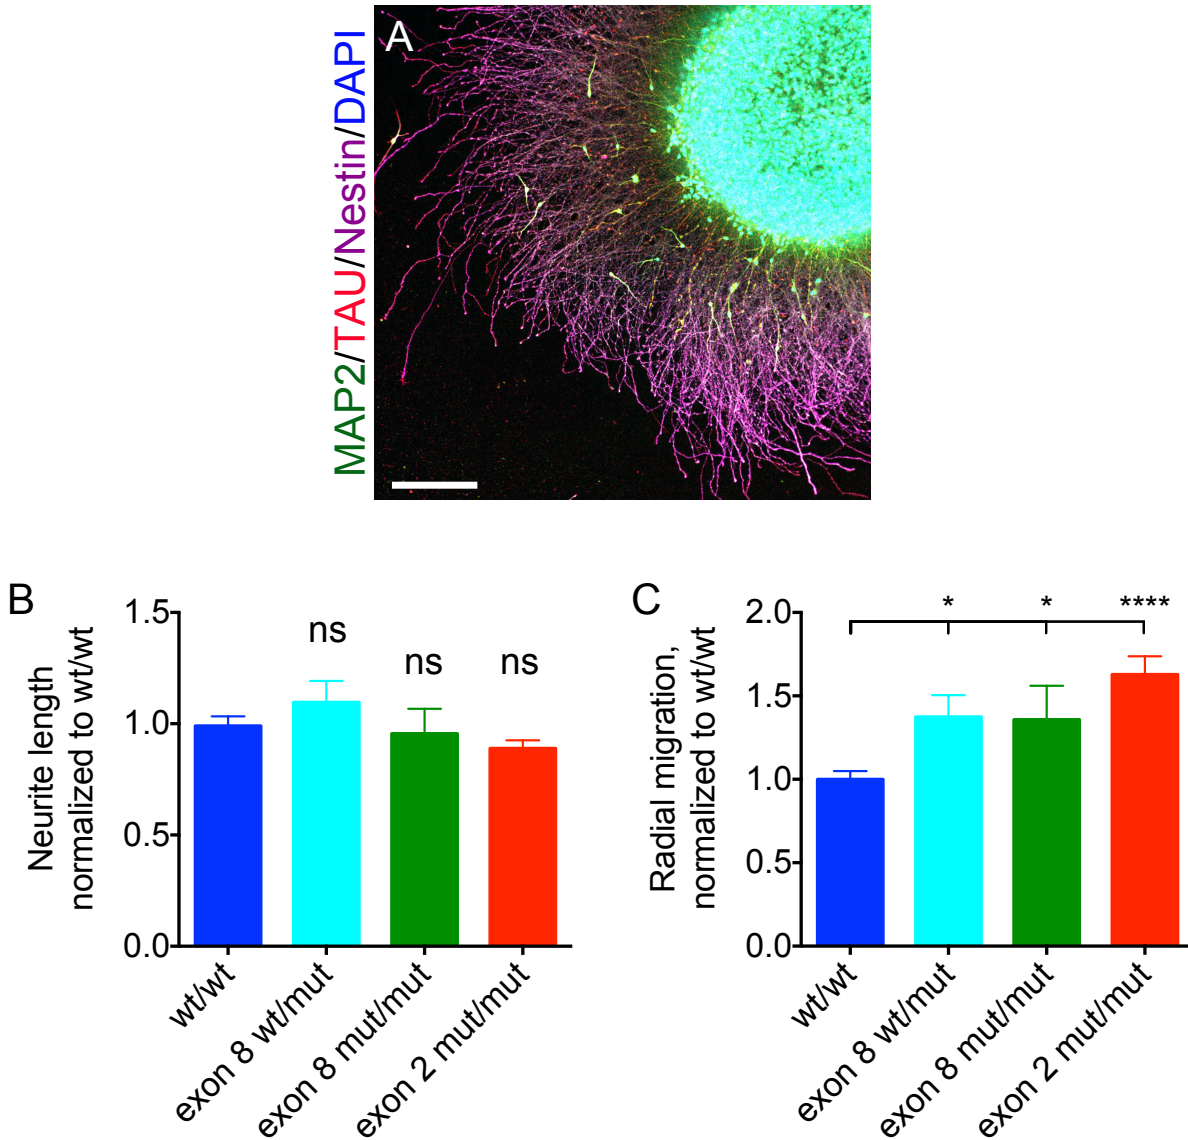 A
MAP2/TAU/Nestin/DAPI
B
Neurite length
normalized to wt/wt
1.5
1.0
0.5
0.0
ns
ns
ns
wt/wt
exon 8 wt/mut
exon 8 mut/mut
exon 2 mut/mut
C
Radial migration,
normalized to wt/wt
2.0
1.5
1.0
0.5
0.0
*
*
****
wt/wt
exon 8 wt/mut
exon 8 mut/mut
exon 2 mut/mut